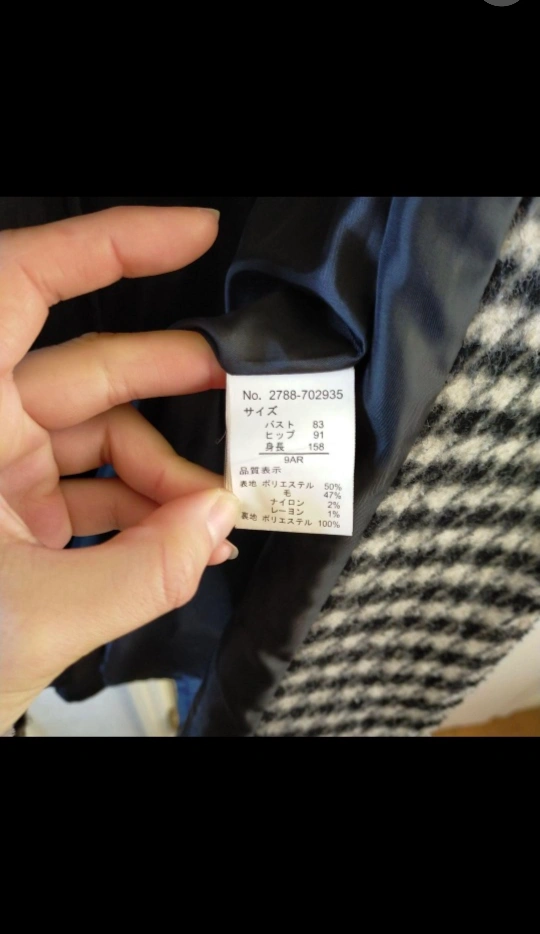 No. 2788-702935
サイズ
バスト 83
ヒップ 91
身長 158
9AR
品質表示
表地 ポリエステル 50%
毛 47%
ナイロン 2%
レーヨン 1%
裏地 ポリエステル 100%